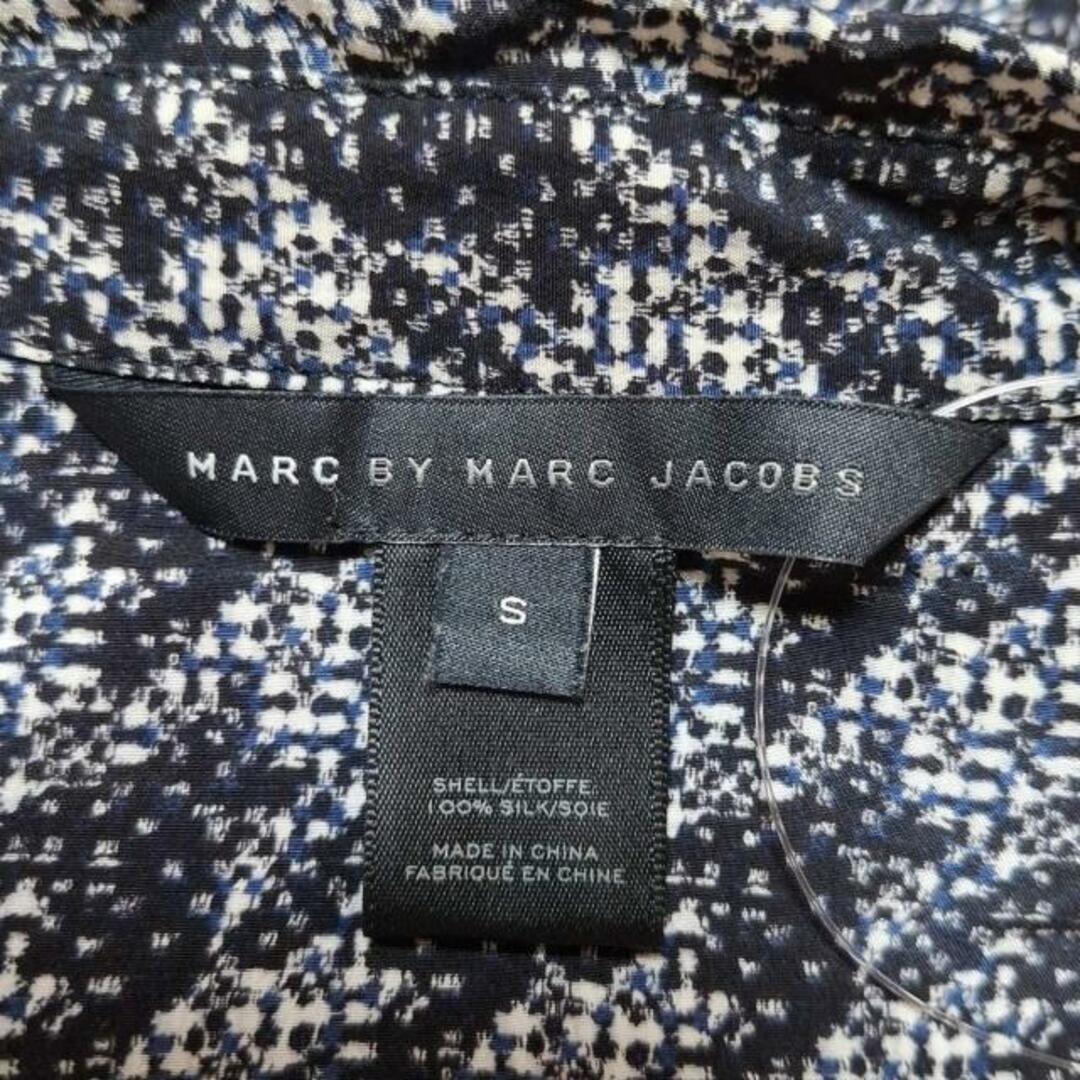 MARC BY MARC JACOBS
S
SHELL/ÉTOFFE:
100% SILK/SOIE
MADE IN CHINA
FABRIQUÉ EN CHINE